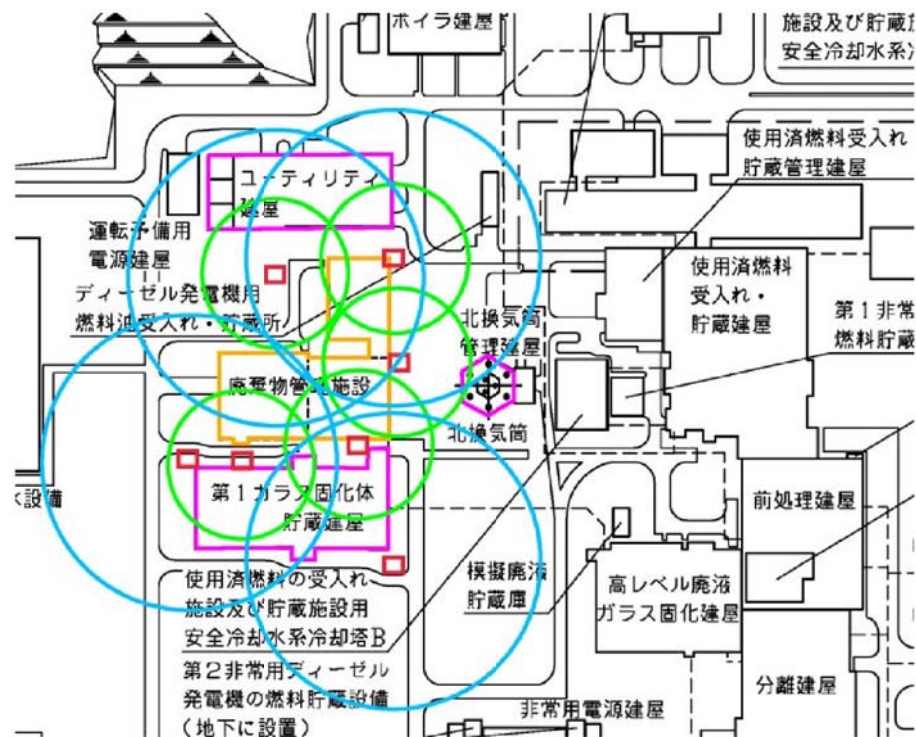 ボイラ建屋
施設及び貯蔵
安全冷却水系
使用済燃料受入れ
貯蔵管理建屋
ユーティリティ
建屋
運転予備用
電源建屋
ディーゼル発電機用
燃料油受入れ・貯蔵所
使用済燃料
受入れ・
貯蔵建屋
第1非常
燃料貯蔵
北換気筒
管理建屋
廃棄物管理施設
北換気筒
水設備
第1ガラス固化体
貯蔵建屋
前処理建屋
模擬廃液
貯蔵庫
高レベル廃液
ガラス固化建屋
使用済燃料の受入れ
施設及び貯蔵施設用
安全冷却水系冷却塔B
第2非常用ディーゼル
発電機の燃料貯蔵設備
(地下に設置)
分離建屋
非常用電源建屋